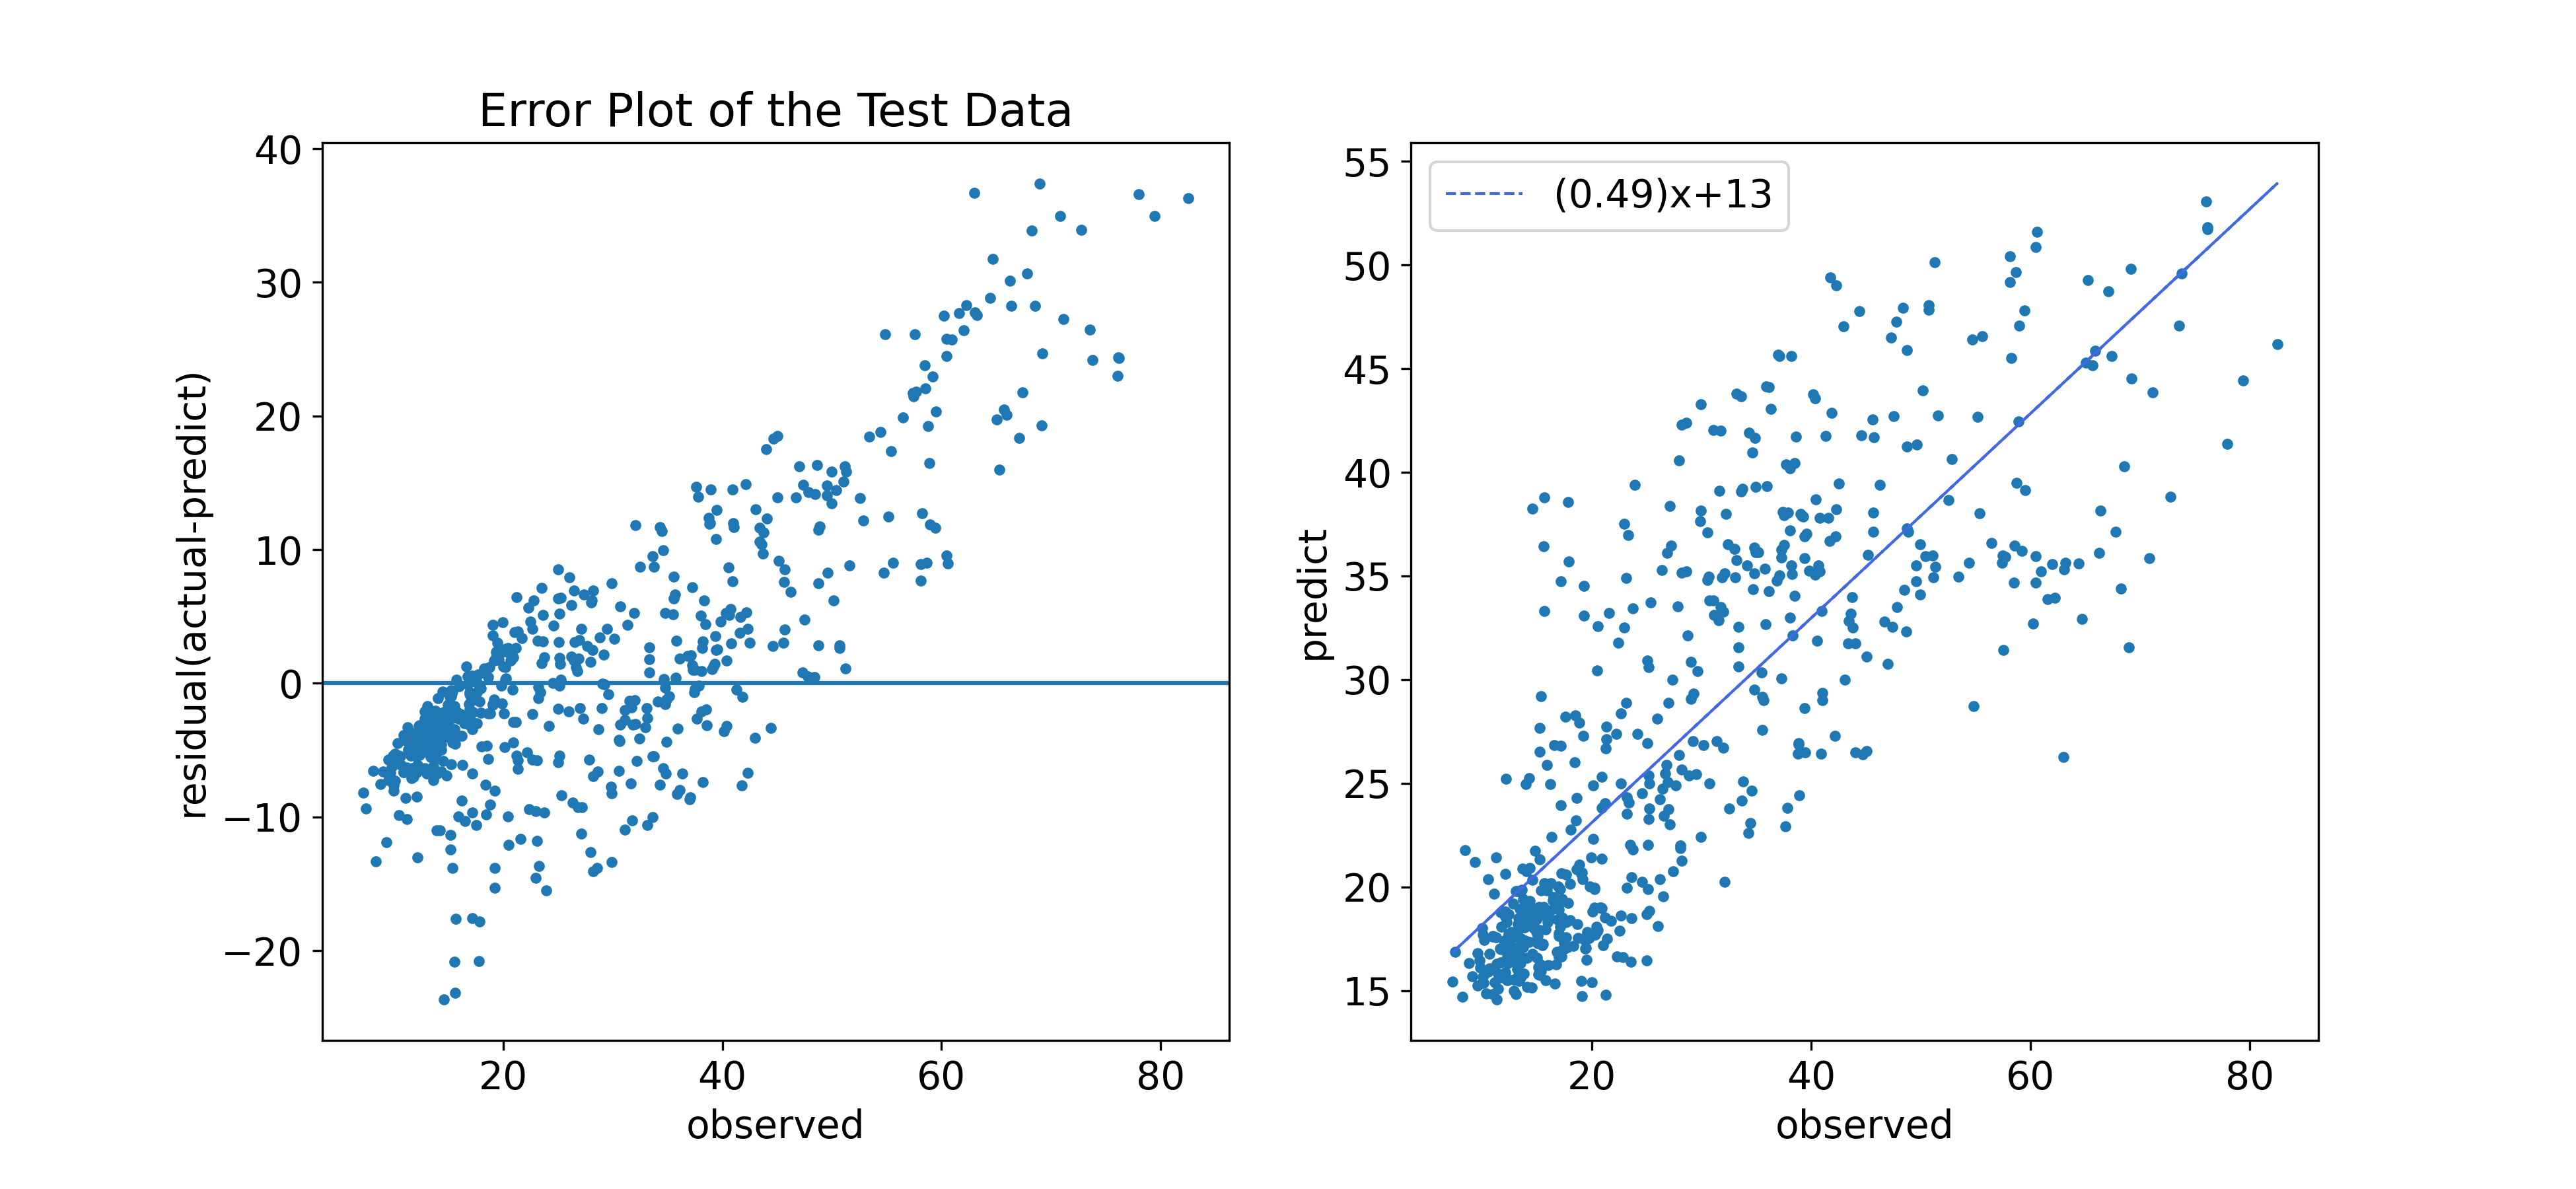 Error Plot of the Test Data
residual(actual-predict)
40
30
20
10
0
−10
−20
20 40 60 80
observed
(0.49)x+13
predict
55
50
45
40
35
30
25
20
15
20 40 60 80
observed